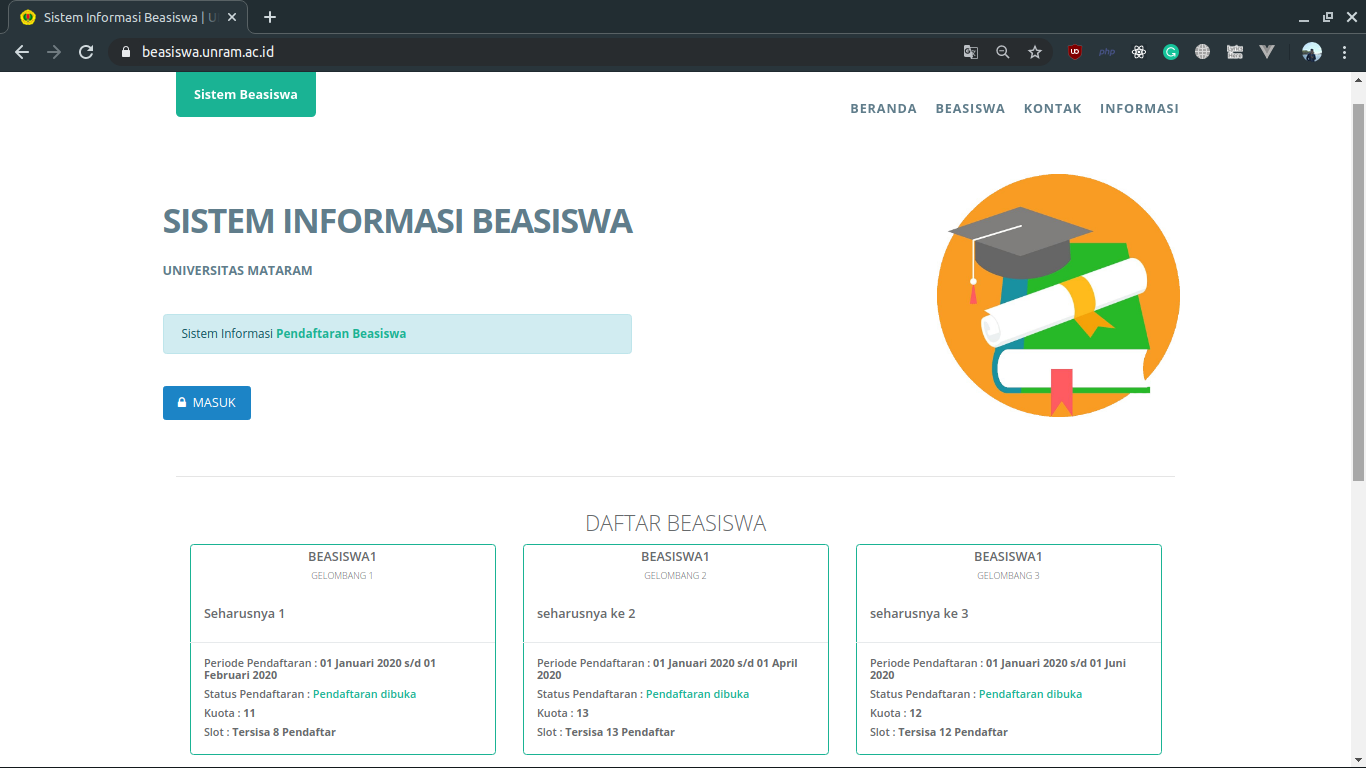 Sistem Informasi Beasiswa | U
beasiswa.unram.ac.id
Sistem Beasiswa
BERANDA BEASISWA KONTAK INFORMASI
SISTEM INFORMASI BEASISWA
UNIVERSITAS MATARAM
Sistem Informasi Pendaftaran Beasiswa
MASUK
DAFTAR BEASISWA
BEASISWA1
GELOMBANG 1
Seharusnya 1
Periode Pendaftaran : 01 Januari 2020 s/d 01
Februari 2020
Status Pendaftaran : Pendaftaran dibuka
Kuota : 11
Slot : Tersisa 8 Pendaftar
BEASISWA1
GELOMBANG 2
seharusnya ke 2
Periode Pendaftaran : 01 Januari 2020 s/d 01 April
2020
Status Pendaftaran : Pendaftaran dibuka
Kuota : 13
Slot : Tersisa 13 Pendaftar
BEASISWA1
GELOMBANG 3
seharusnya ke 3
Periode Pendaftaran : 01 Januari 2020 s/d 01 Juni
2020
Status Pendaftaran : Pendaftaran dibuka
Kuota : 12
Slot : Tersisa 12 Pendaftar